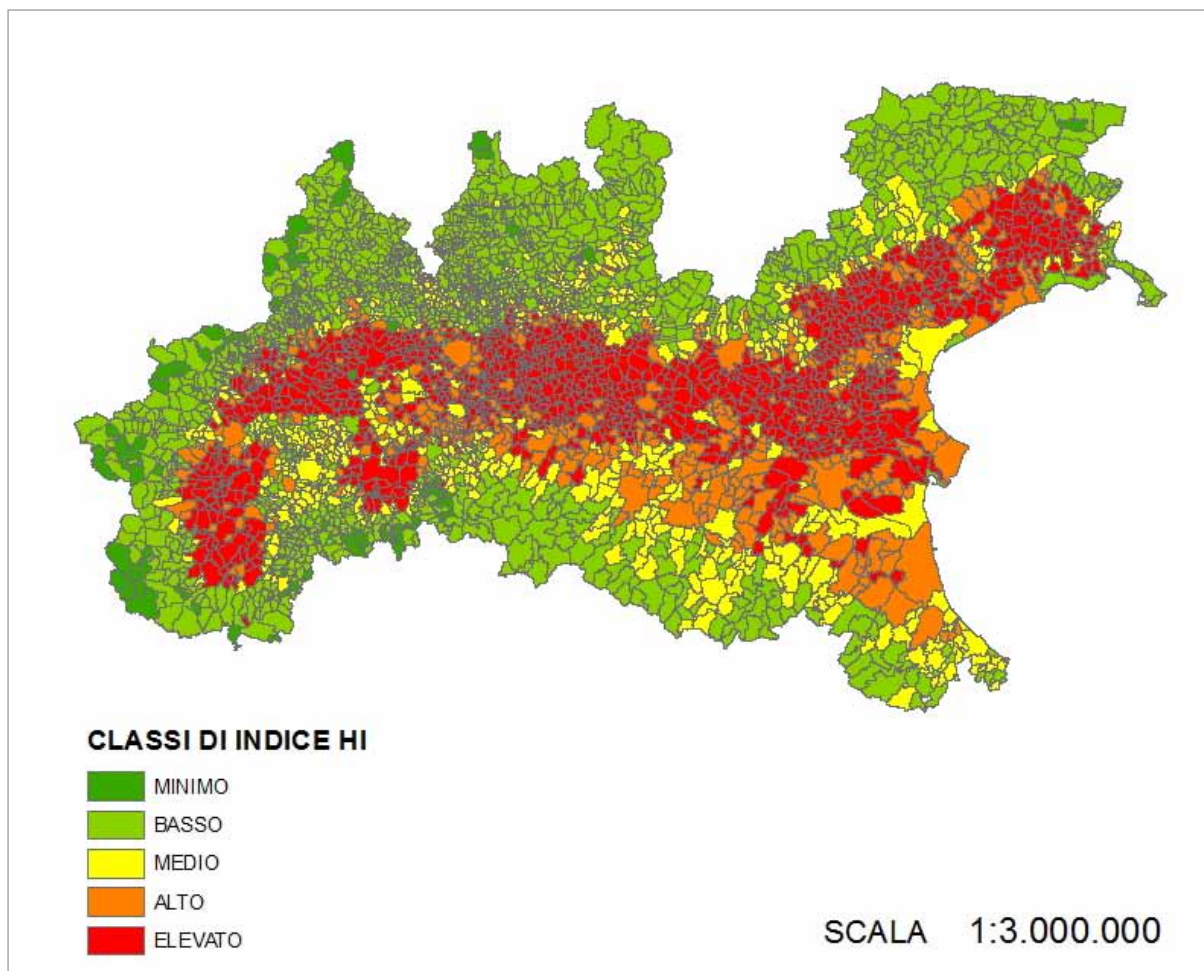 CLASSI DI INDICE HI
MINIMO
BASSO
MEDIO
ALTO
ELEVATO
SCALA 1:3.000.000